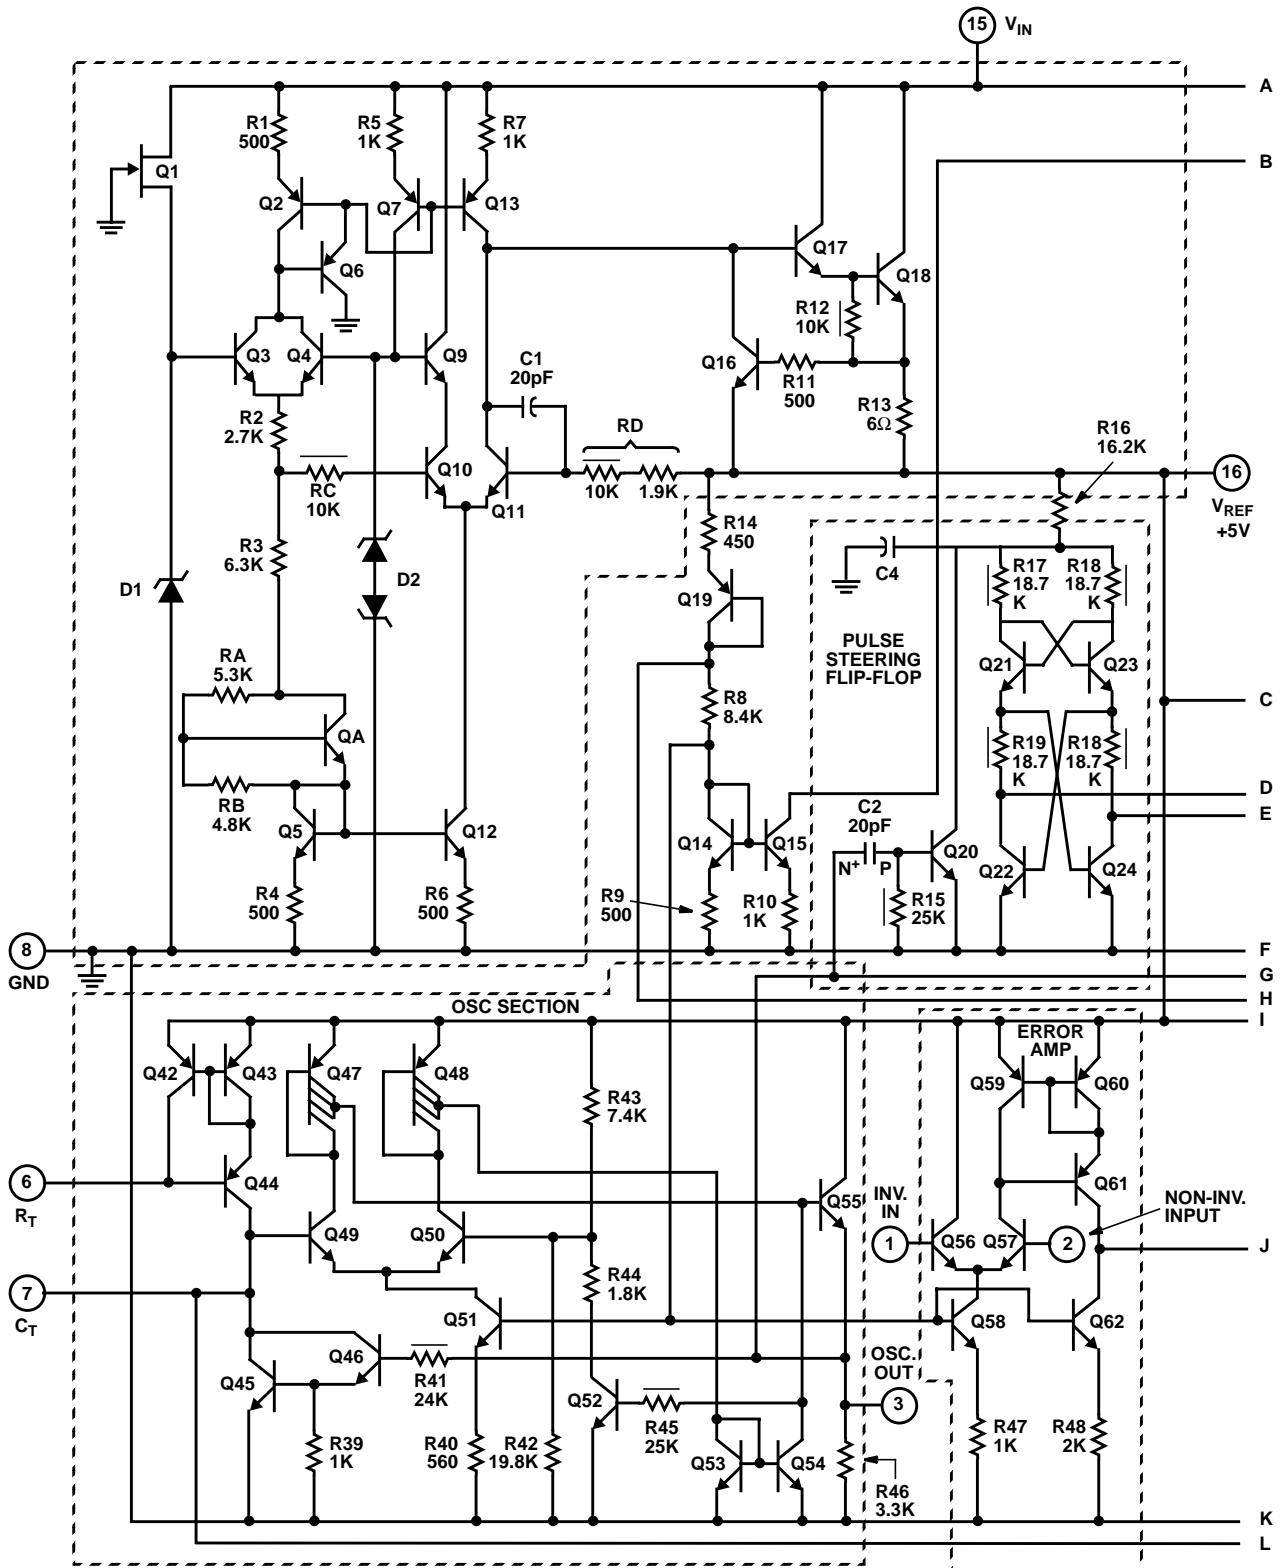 15
V_IN
A
R1
500
R5
1K
R7
1K
B
Q1
Q2
Q7
Q13
Q6
Q17
Q18
R12
10K
Q3
Q4
Q9
C1
20pF
Q16
R11
500
R13
6Ω
R2
2.7K
RD
R16
16.2K
RC
10K
Q10
Q11
10K
1.9K
16
V_REF
+5V
R14
450
C4
R3
6.3K
D1
D2
Q19
R17
18.7
K
R18
18.7
K
PULSE
STEERING
FLIP-FLOP
Q21
Q23
RA
5.3K
R8
8.4K
C
QA
R19
18.7
K
R18
18.7
K
RB
4.8K
D
C2
20pF
E
Q5
Q12
Q14
Q15
N+
P
Q20
Q22
Q24
R4
500
R6
500
R9
500
R10
1K
R15
25K
8
GND
F
G
OSC SECTION
H
I
ERROR
AMP
Q42
Q43
Q47
Q48
R43
7.4K
Q59
Q60
6
R_T
Q44
Q55
Q61
INV.
IN
NON-INV.
INPUT
Q49
Q50
1
Q56
Q57
2
J
R44
1.8K
7
C_T
Q51
Q58
Q62
Q46
R41
24K
OSC.
OUT
Q45
Q52
3
R45
25K
R39
1K
R40
560
R42
19.8K
Q53
Q54
R47
1K
R48
2K
R46
3.3K
K
L